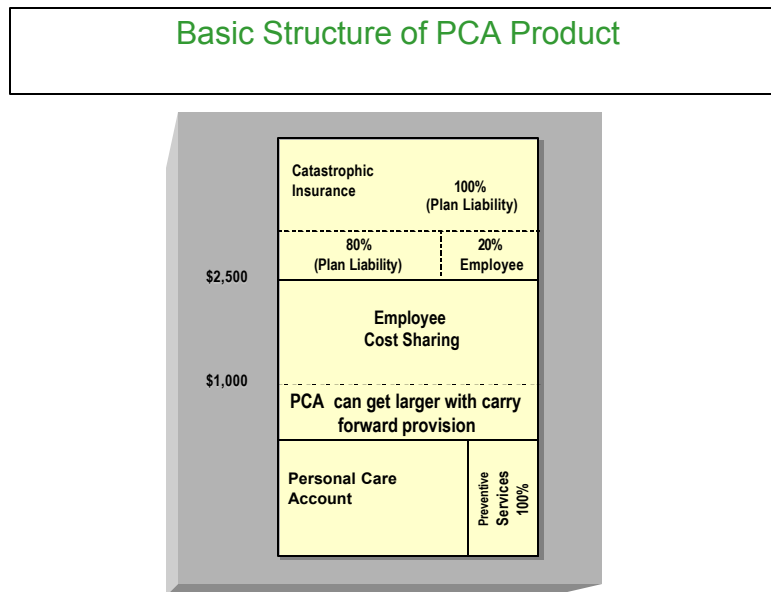 Basic Structure of PCA Product
Catastrophic
Insurance
100%
(Plan Liability)
80%
(Plan Liability)
20%
Employee
$2,500
Employee
Cost Sharing
$1,000
PCA can get larger with carry
forward provision
Personal Care
Account
Preventive
Services
100%